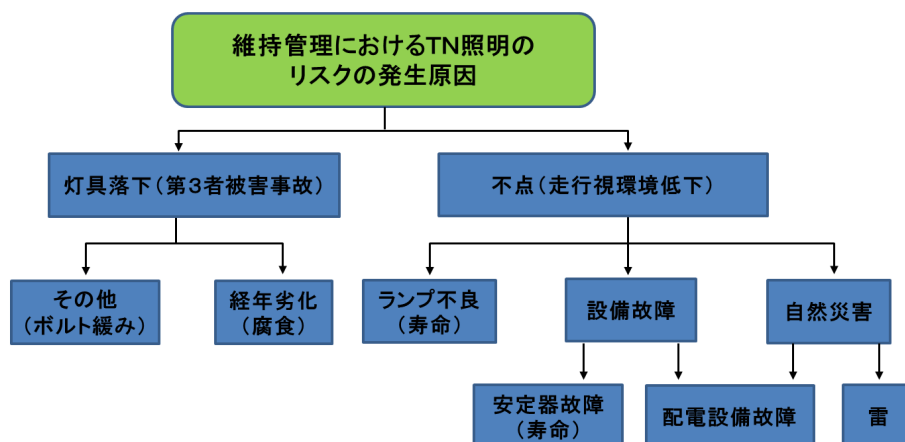 維持管理におけるTN照明の
リスクの発生原因
灯具落下(第3者被害事故)
不点(走行視環境低下)
その他
(ボルト緩み)
経年劣化
(腐食)
ランプ不良
(寿命)
設備故障
自然災害
安定器故障
(寿命)
配電設備故障
雷